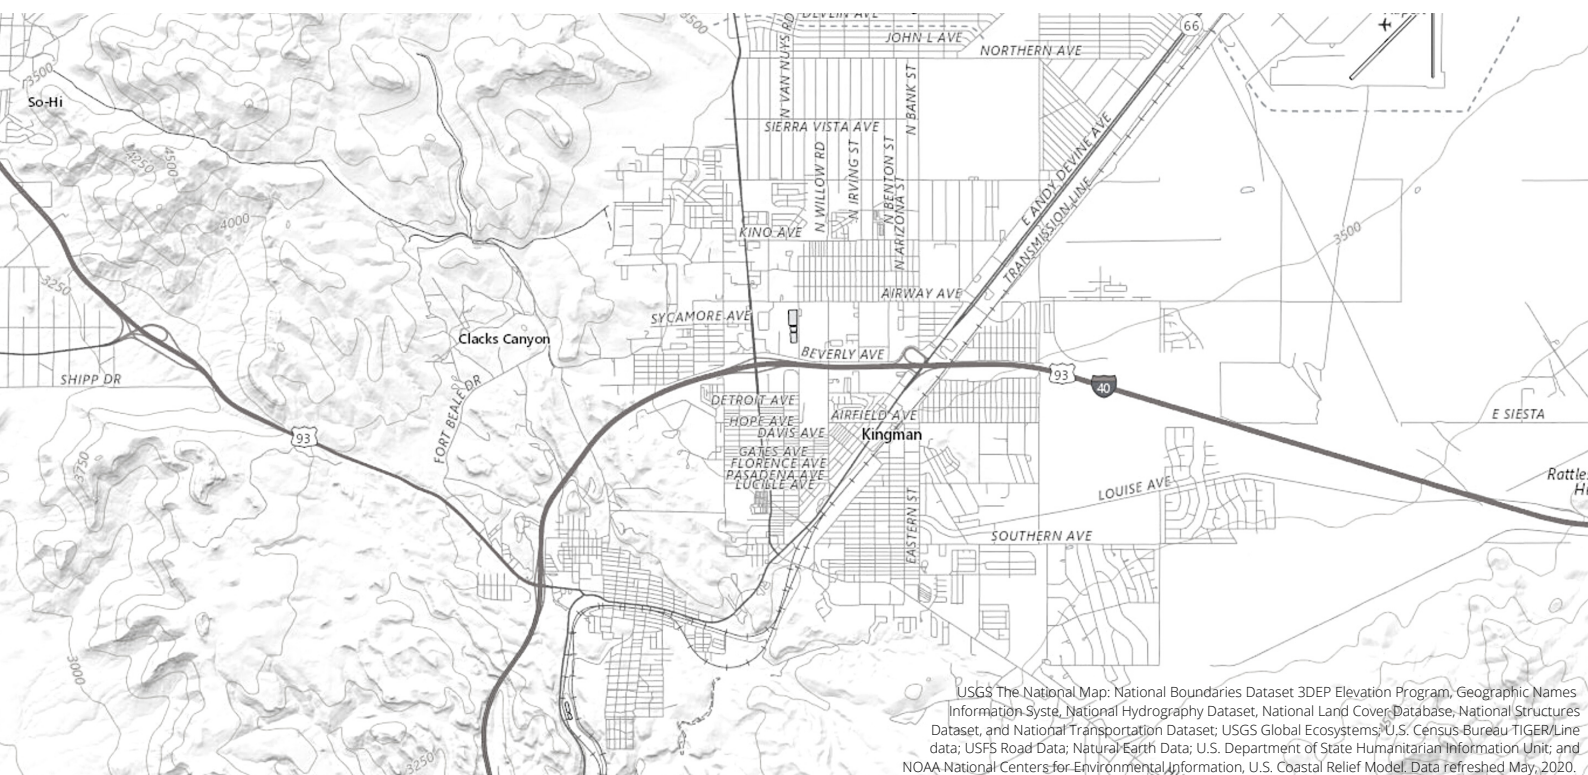 3500
DEVLIN AVE
66
Airport
JOHN L AVE
NORTHERN AVE
3500
N VAN NUYS RD
So-Hi
N BANK ST
SIERRA VISTA AVE
4250
4500
N WILLOW RD
N IRVING ST
N BENTON ST
N ARIZONA ST
E ANDY DEVINE AVE
TRANSMISSION LINE
4000
KINO AVE
3500
3250
AIRWAY AVE
SYCAMORE AVE
Clacks Canyon
BEVERLY AVE
SHIPP DR
93
40
FORT BEALE DR
DETROIT AVE
AIRFIELD AVE
E SIESTA
HOPE AVE
DAVIS AVE
Kingman
93
GATES AVE
FLORENCE AVE
3750
PASADENA AVE
LUCILLE AVE
LOUISE AVE
EASTERN ST
SOUTHERN AVE
3000
3250
USGS The National Map: National Boundaries Dataset 3DEP Elevation Program, Geographic Names
Information Syste, National Hydrography Dataset, National Land Cover Database, National Structures
Dataset, and National Transportation Dataset; USGS Global Ecosystems; U.S. Census Bureau TIGER/Line
data; USFS Road Data; Natural Earth Data; U.S. Department of State Humanitarian Information Unit; and
NOAA National Centers for Environmental Information, U.S. Coastal Relief Model. Data refreshed May, 2020.